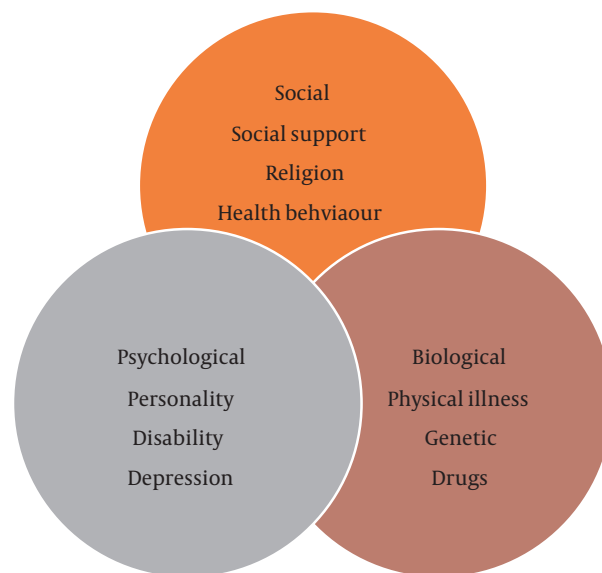 Social
Social support
Religion
Health behviaour
Psychological
Personality
Disability
Depression
Biological
Physical illness
Genetic
Drugs